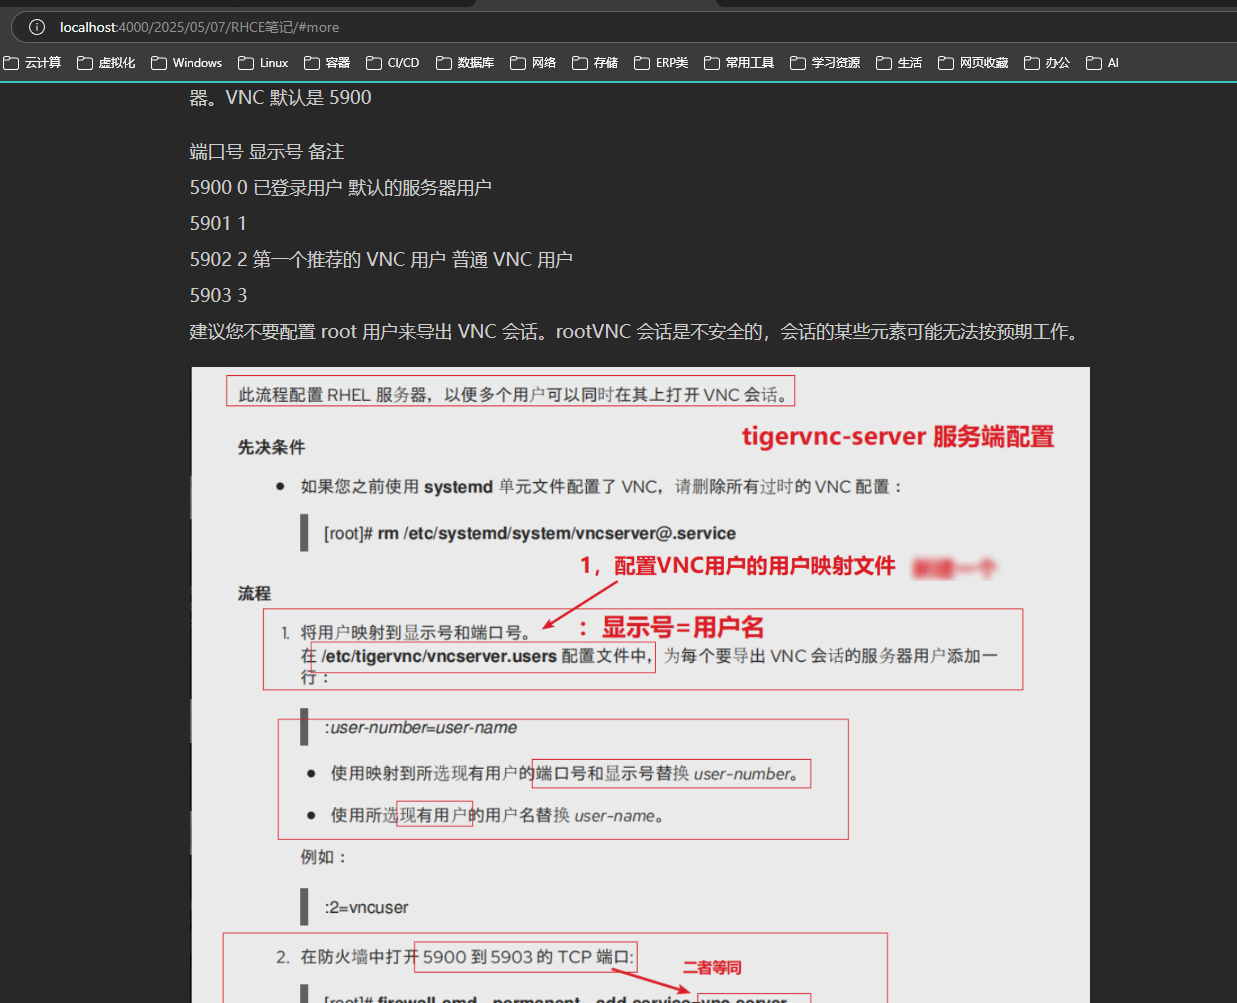 localhost:4000/2025/05/07/RHCE笔记/#more
云计算 虚拟化 Windows Linux 容器 CI/CD 数据库 网络 存储 ERP类 常用工具 学习资源 生活 网页收藏 办公 AI
器。VNC 默认是 5900
端口号 显示号 备注
5900 0 已登录用户 默认的服务器用户
5901 1
5902 2 第一个推荐的 VNC 用户 普通 VNC 用户
5903 3
建议您不要配置 root 用户来导出 VNC 会话。rootVNC 会话是不安全的，会话的某些元素可能无法按预期工作。
此流程配置 RHEL 服务器，以便多个用户可以同时在其上打开 VNC 会话。
tigervnc-server 服务端配置
先决条件
● 如果您之前使用 systemd 单元文件配置了 VNC，请删除所有过时的 VNC 配置：
[root]# rm /etc/systemd/system/vncserver@.service
1，配置VNC用户的用户映射文件
流程
1. 将用户映射到显示号和端口号。
：显示号=用户名
在 /etc/tigervnc/vncserver.users 配置文件中，为每个要导出 VNC 会话的服务器用户添加一
行：
:user-number=user-name
● 使用映射到所选现有用户的端口号和显示号替换 user-number。
● 使用所选现有用户的用户名替换 user-name。
例如：
:2=vncuser
2. 在防火墙中打开 5900 到 5903 的 TCP 端口:
二者等同
[root]# firewall-cmd --permanent --add-service=vnc-server